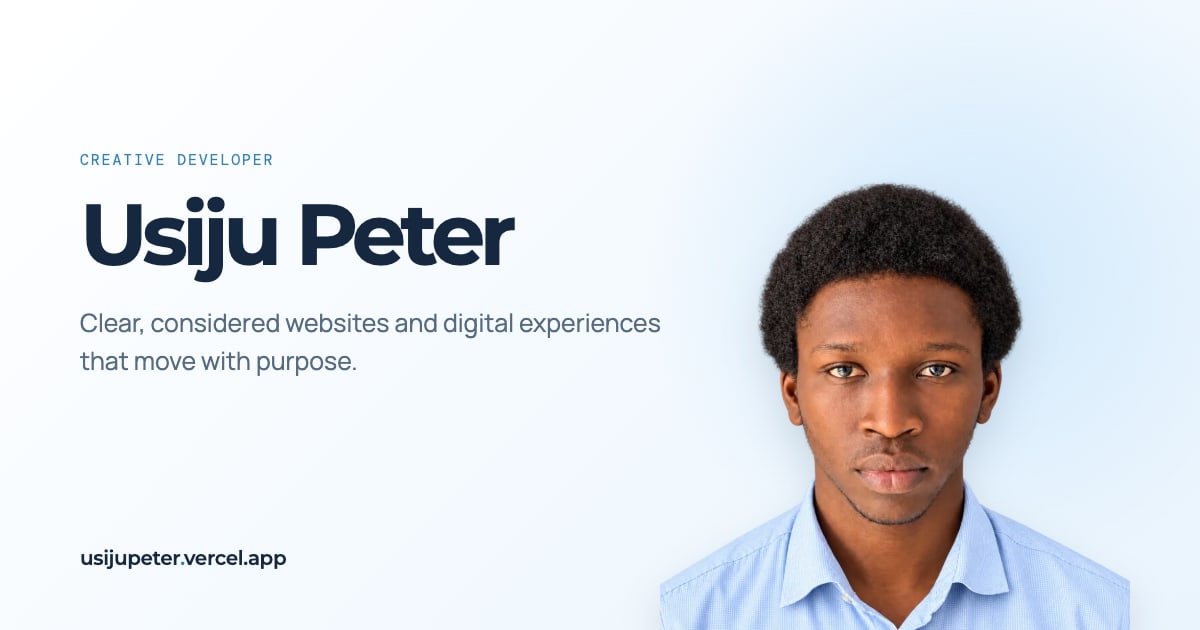 CREATIVE DEVELOPER
Usiju Peter
Clear, considered websites and digital experiences
that move with purpose.
usijupeter.vercel.app